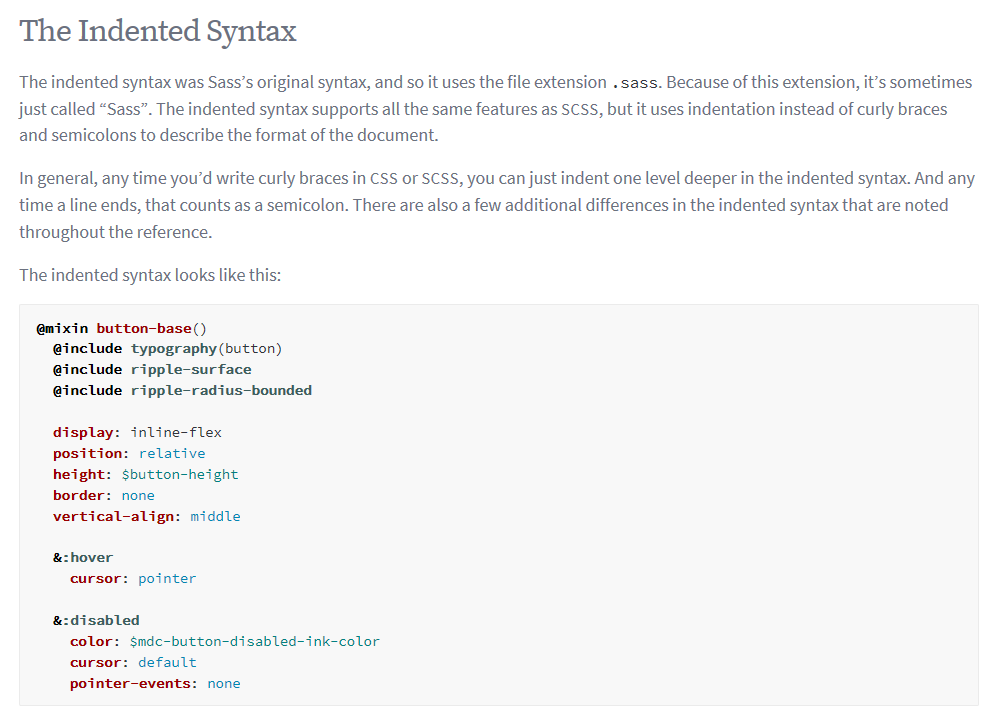 The Indented Syntax
The indented syntax was Sass’s original syntax, and so it uses the file extension .sass. Because of this extension, it’s sometimes
just called “Sass”. The indented syntax supports all the same features as SCSS, but it uses indentation instead of curly braces
and semicolons to describe the format of the document.
In general, any time you’d write curly braces in CSS or SCSS, you can just indent one level deeper in the indented syntax. And any
time a line ends, that counts as a semicolon. There are also a few additional differences in the indented syntax that are noted
throughout the reference.
The indented syntax looks like this:
@mixin button-base()
  @include typography(button)
  @include ripple-surface
  @include ripple-radius-bounded
  display: inline-flex
  position: relative
  height: $button-height
  border: none
  vertical-align: middle
  &:hover
    cursor: pointer
  &:disabled
    color: $mdc-button-disabled-ink-color
    cursor: default
    pointer-events: none